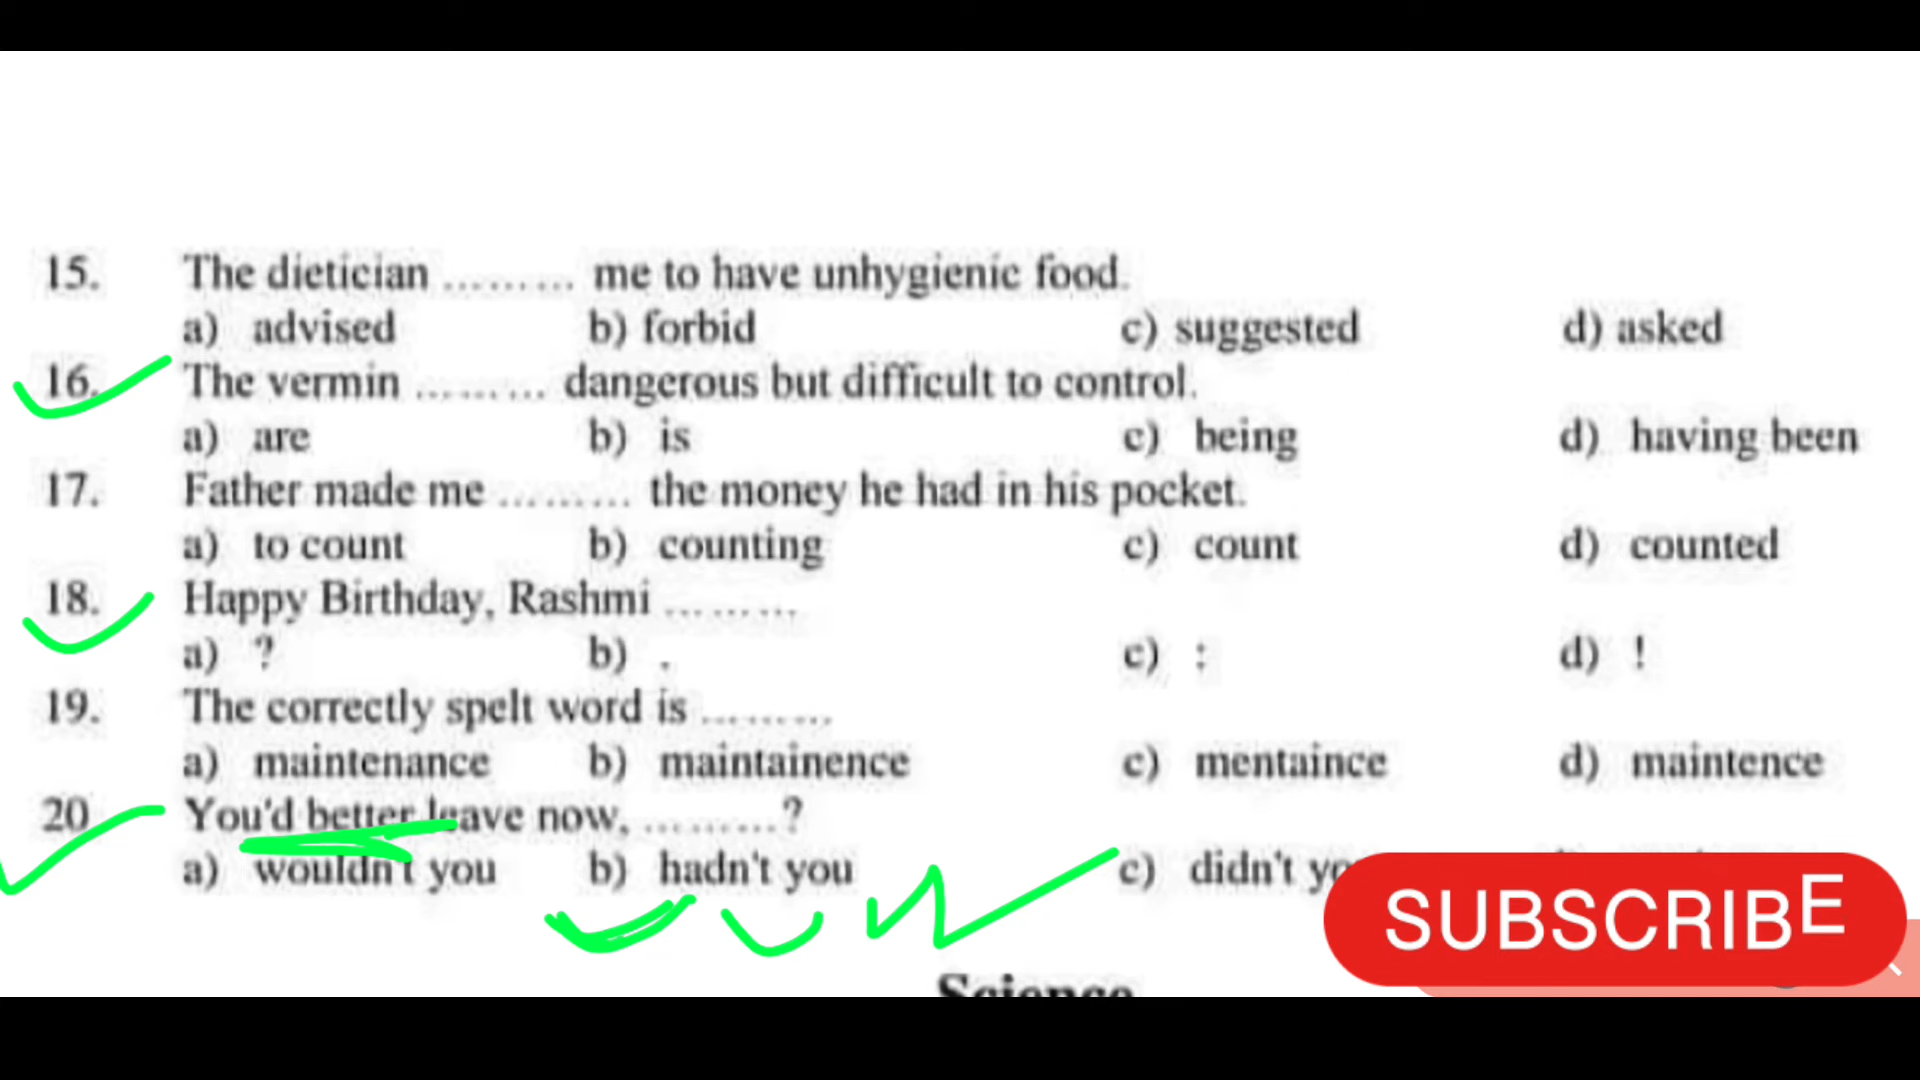 15. The dietician ......... me to have unhygienic food.
a) advised b) forbid c) suggested d) asked
16. The vermin ......... dangerous but difficult to control.
a) are b) is c) being d) having been
17. Father made me ......... the money he had in his pocket.
a) to count b) counting c) count d) counted
18. Happy Birthday, Rashmi .........
a) ? b) . c) : d) !
19. The correctly spelt word is .........
a) maintenance b) maintainence c) mentaince d) maintence
20 You'd better leave now, .........?
a) wouldn't you b) hadn't you c) didn't
SUBSCRIBE
Science